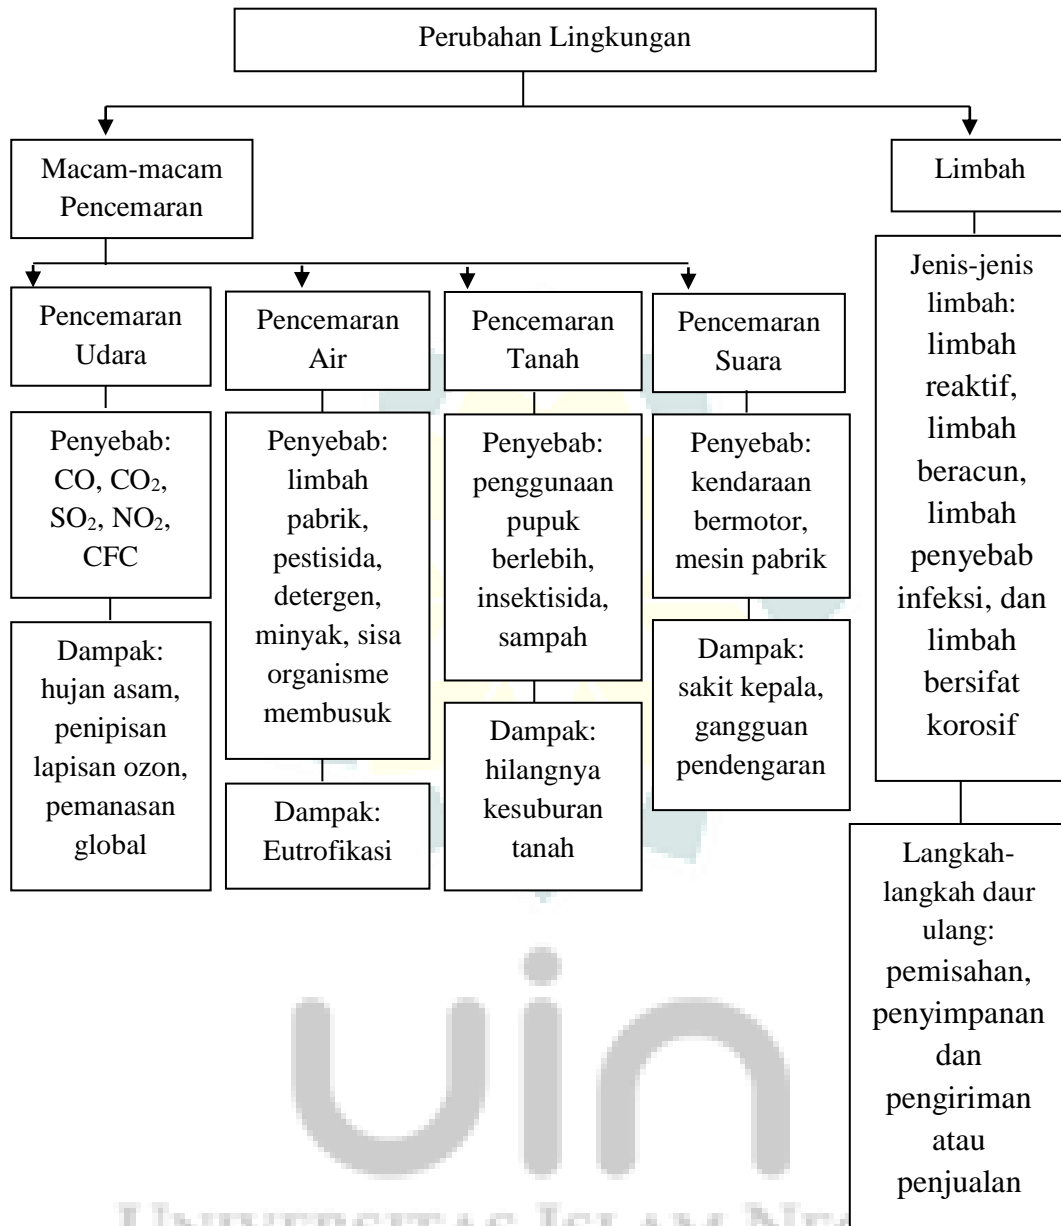 Perubahan Lingkungan
Macam-macam
Pencemaran
Limbah
Pencemaran
Udara
Pencemaran
Air
Pencemaran
Tanah
Pencemaran
Suara
Penyebab:
CO, CO₂,
SO₂, NO₂,
CFC
Dampak:
hujan asam,
penipisan
lapisan ozon,
pemanasan
global
Penyebab:
limbah
pabrik,
pestisida,
detergen,
minyak, sisa
organisme
membusuk
Dampak:
Eutrofikasi
Penyebab:
penggunaan
pupuk
berlebih,
insektisida,
sampah
Dampak:
hilangnya
kesuburan
tanah
Penyebab:
kendaraan
bermotor,
mesin pabrik
Dampak:
sakit kepala,
gangguan
pendengaran
Jenis-jenis
limbah:
limbah
reaktif,
limbah
beracun,
limbah
penyebab
infeksi, dan
limbah
bersifat
korosif
Langkah-
langkah daur
ulang:
pemisahan,
penyimpanan
dan
pengiriman
atau
penjualan
uin
UNIVERSITAS ISLAM